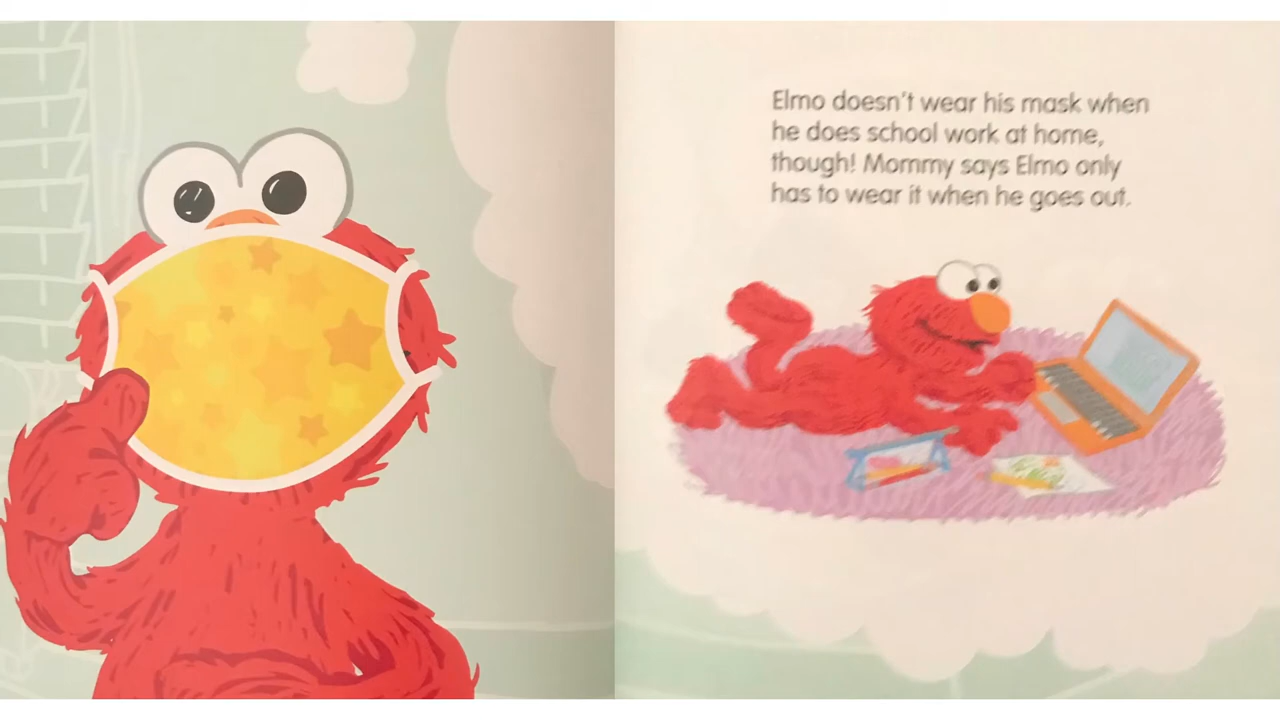 Elmo doesn't wear his mask when
he does school work at home,
though! Mommy says Elmo only
has to wear it when he goes out.